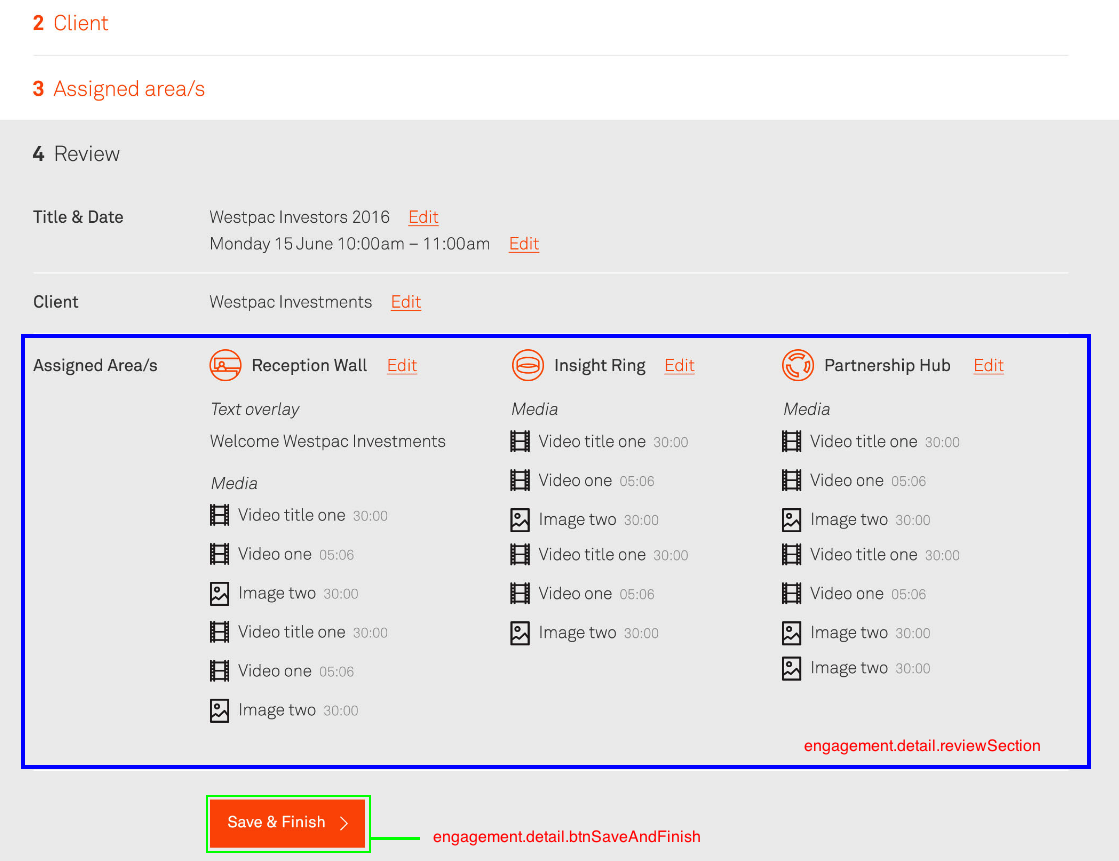 2 Client
3 Assigned area/s
4 Review
Title & Date
Westpac Investors 2016 Edit
Monday 15 June 10:00am – 11:00am Edit
Client
Westpac Investments Edit
Assigned Area/s
Reception Wall Edit
Text overlay
Welcome Westpac Investments
Media
Video title one 30:00
Video one 05:06
Image two 30:00
Video title one 30:00
Video one 05:06
Image two 30:00
Insight Ring Edit
Media
Video title one 30:00
Video one 05:06
Image two 30:00
Video title one 30:00
Video one 05:06
Image two 30:00
Partnership Hub Edit
Media
Video title one 30:00
Video one 05:06
Image two 30:00
Video title one 30:00
Video one 05:06
Image two 30:00
Image two 30:00
engagement.detail.reviewSection
Save & Finish
engagement.detail.btnSaveAndFinish